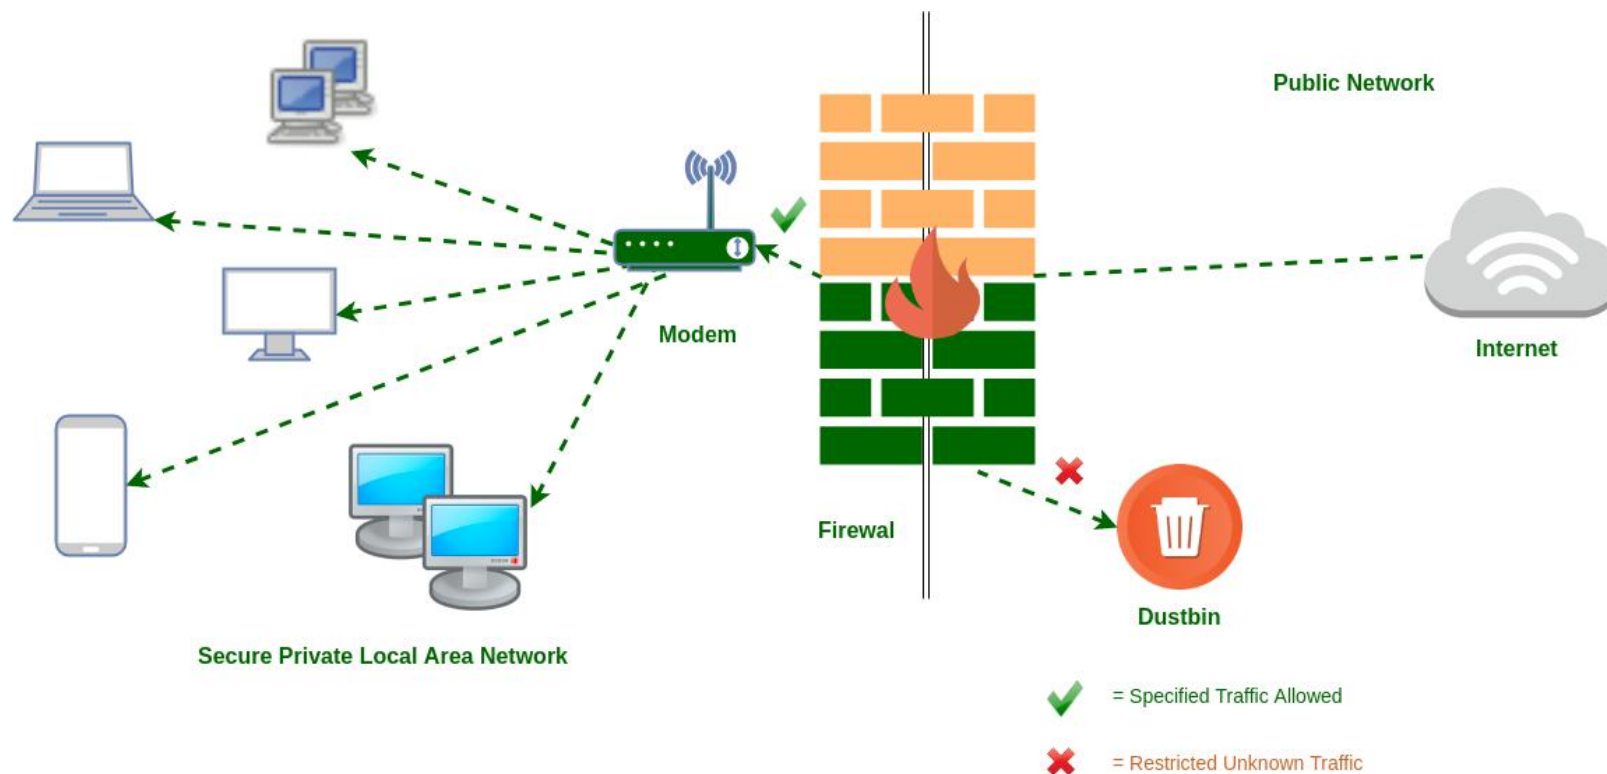 Public Network
Modem
Internet
Firewal
Dustbin
Secure Private Local Area Network
= Specified Traffic Allowed
= Restricted Unknown Traffic